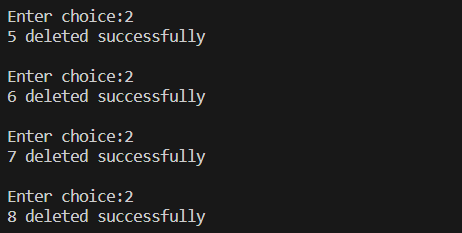 Enter choice:2
5 deleted successfully
Enter choice:2
6 deleted successfully
Enter choice:2
7 deleted successfully
Enter choice:2
8 deleted successfully